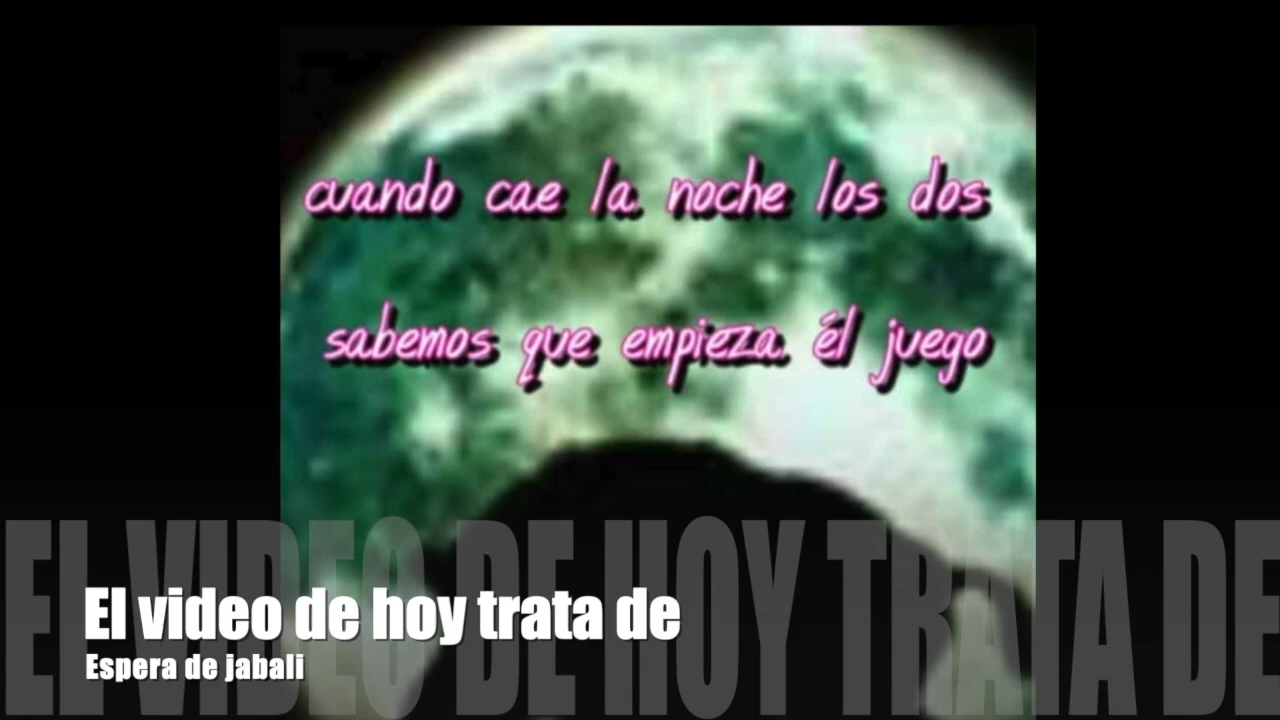 cuando cae la noche los dos
sabemos que empieza él juego
EL VIDEO DE HOY TRATA DE
El video de hoy trata de
Espera de jabali